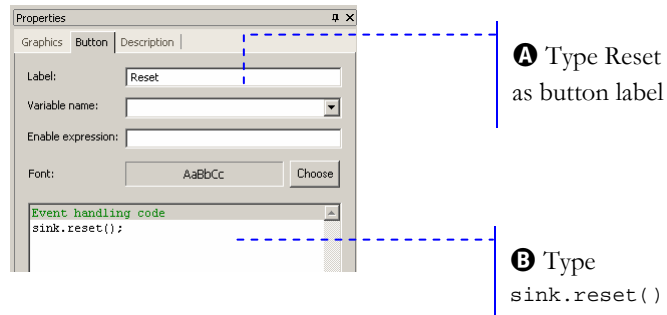 Properties
Graphics Button Description
Label: Reset
Variable name:
Enable expression:
Font: AaBbCc Choose
Event handling code
sink.reset();
A Type Reset
as button label
B Type
sink.reset()